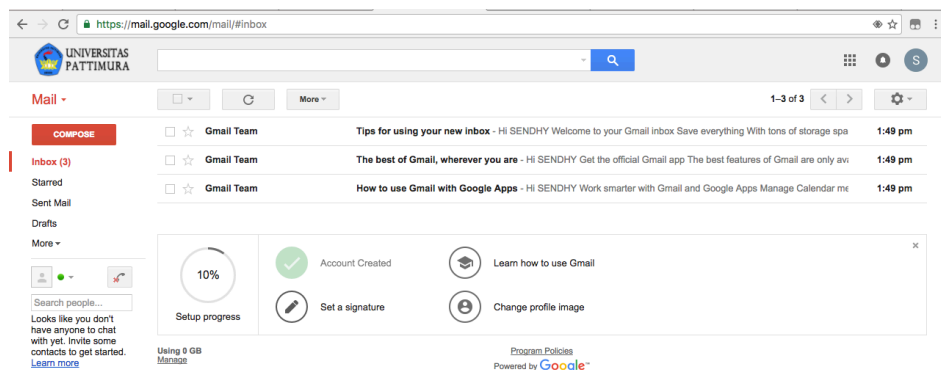 https://mail.google.com/mail/#inbox
UNIVERSITAS
PATTIMURA
Mail
More
1–3 of 3
S
COMPOSE
Inbox (3)
Starred
Sent Mail
Drafts
More
Gmail Team Tips for using your new inbox - Hi SENDHY Welcome to your Gmail inbox Save everything With tons of storage spa 1:49 pm
Gmail Team The best of Gmail, wherever you are - Hi SENDHY Get the official Gmail app The best features of Gmail are only ava 1:49 pm
Gmail Team How to use Gmail with Google Apps - Hi SENDHY Work smarter with Gmail and Google Apps Manage Calendar me 1:49 pm
10%
Setup progress
Account Created
Learn how to use Gmail
Set a signature
Change profile image
Search people...
Looks like you don't
have anyone to chat
with yet. Invite some
contacts to get started.
Learn more
Using 0 GB
Manage
Program Policies
Powered by Google™